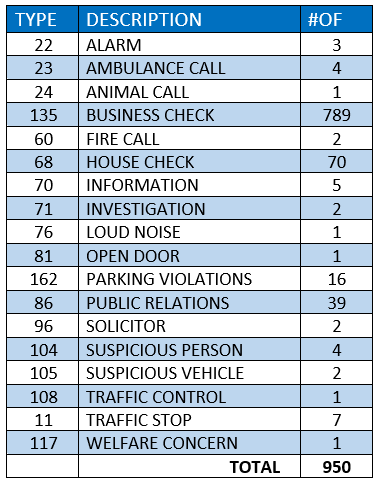 TYPE DESCRIPTION #OF
22 ALARM 3
23 AMBULANCE CALL 4
24 ANIMAL CALL 1
135 BUSINESS CHECK 789
60 FIRE CALL 2
68 HOUSE CHECK 70
70 INFORMATION 5
71 INVESTIGATION 2
76 LOUD NOISE 1
81 OPEN DOOR 1
162 PARKING VIOLATIONS 16
86 PUBLIC RELATIONS 39
96 SOLICITOR 2
104 SUSPICIOUS PERSON 4
105 SUSPICIOUS VEHICLE 2
108 TRAFFIC CONTROL 1
11 TRAFFIC STOP 7
117 WELFARE CONCERN 1
TOTAL 950